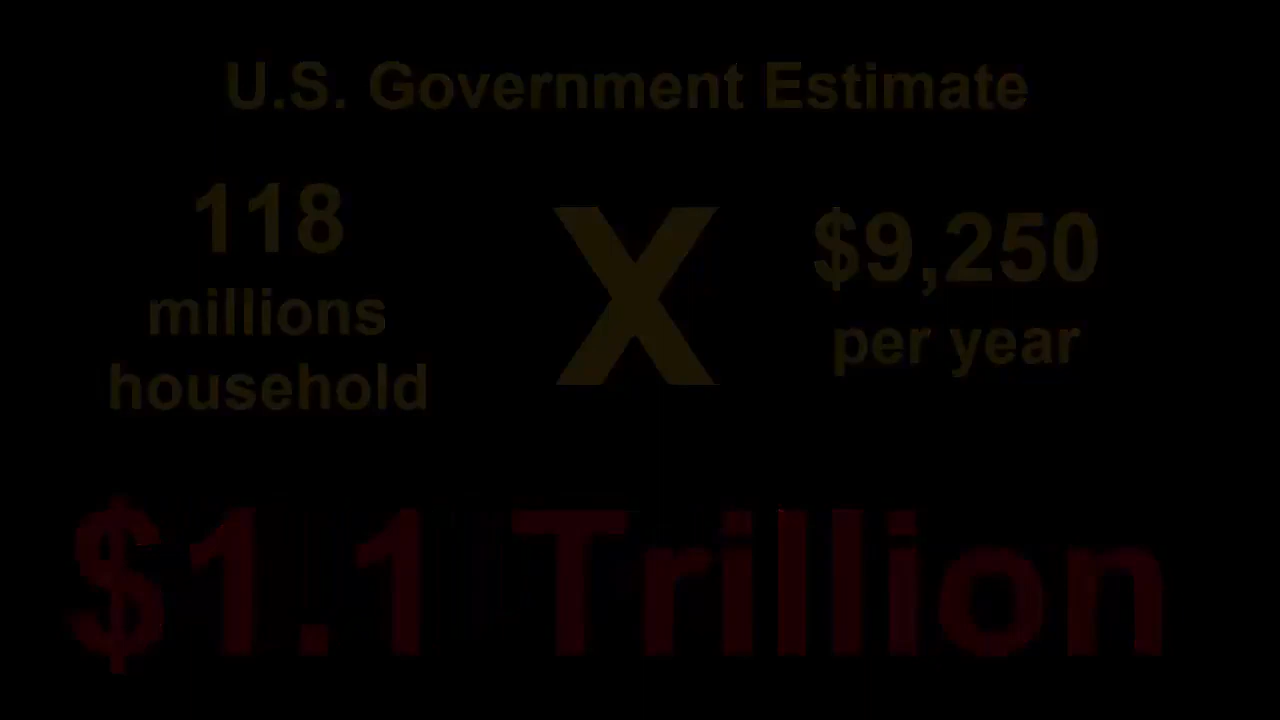 U.S. Government Estimate
118
millions
household
X
$9,250
per year
$1.1 Trillion